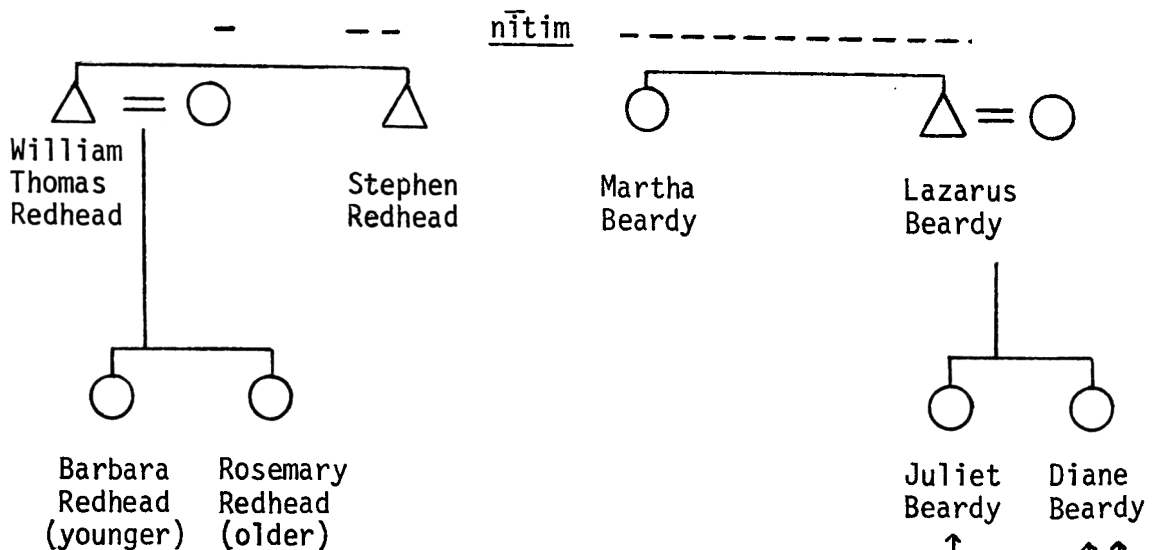 nītim
William
Thomas
Redhead
Stephen
Redhead
Martha
Beardy
Lazarus
Beardy
Barbara
Redhead
(younger)
Rosemary
Redhead
(older)
Juliet
Beardy
Diane
Beardy